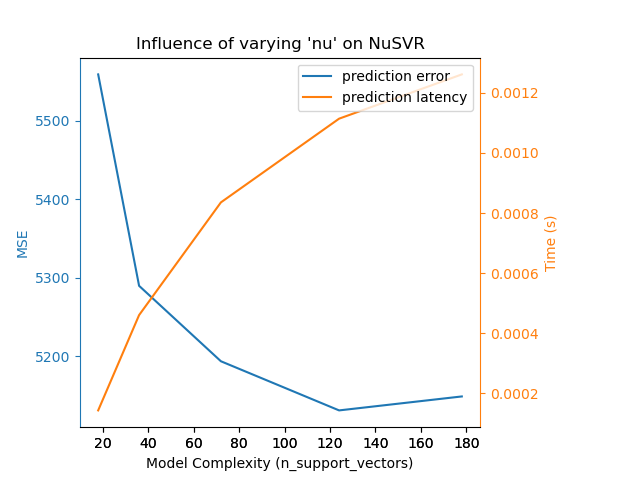 Influence of varying 'nu' on NuSVR
prediction error
prediction latency
5500
5400
5300
5200
MSE
0.0012
0.0010
0.0008
0.0006
0.0004
0.0002
Time (s)
20 40 60 80 100 120 140 160 180
Model Complexity (n_support_vectors)